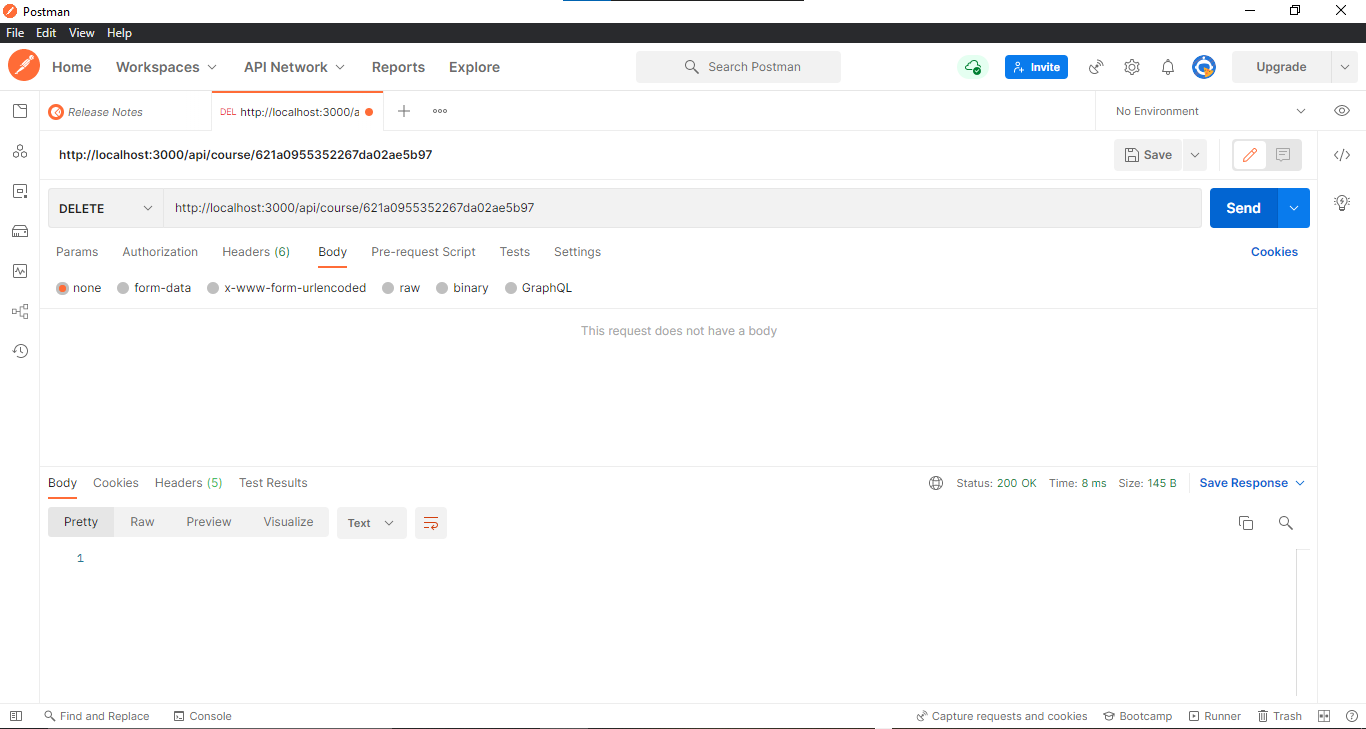 Postman
File Edit View Help
Home Workspaces API Network Reports Explore Search Postman Invite Upgrade
Release Notes DEL http://localhost:3000/a No Environment
http://localhost:3000/api/course/621a0955352267da02ae5b97 Save
DELETE http://localhost:3000/api/course/621a0955352267da02ae5b97 Send
Params Authorization Headers (6) Body Pre-request Script Tests Settings Cookies
none form-data x-www-form-urlencoded raw binary GraphQL
This request does not have a body
Body Cookies Headers (5) Test Results Status: 200 OK Time: 8 ms Size: 145 B Save Response
Pretty Raw Preview Visualize Text
1
Find and Replace Console Capture requests and cookies Bootcamp Runner Trash